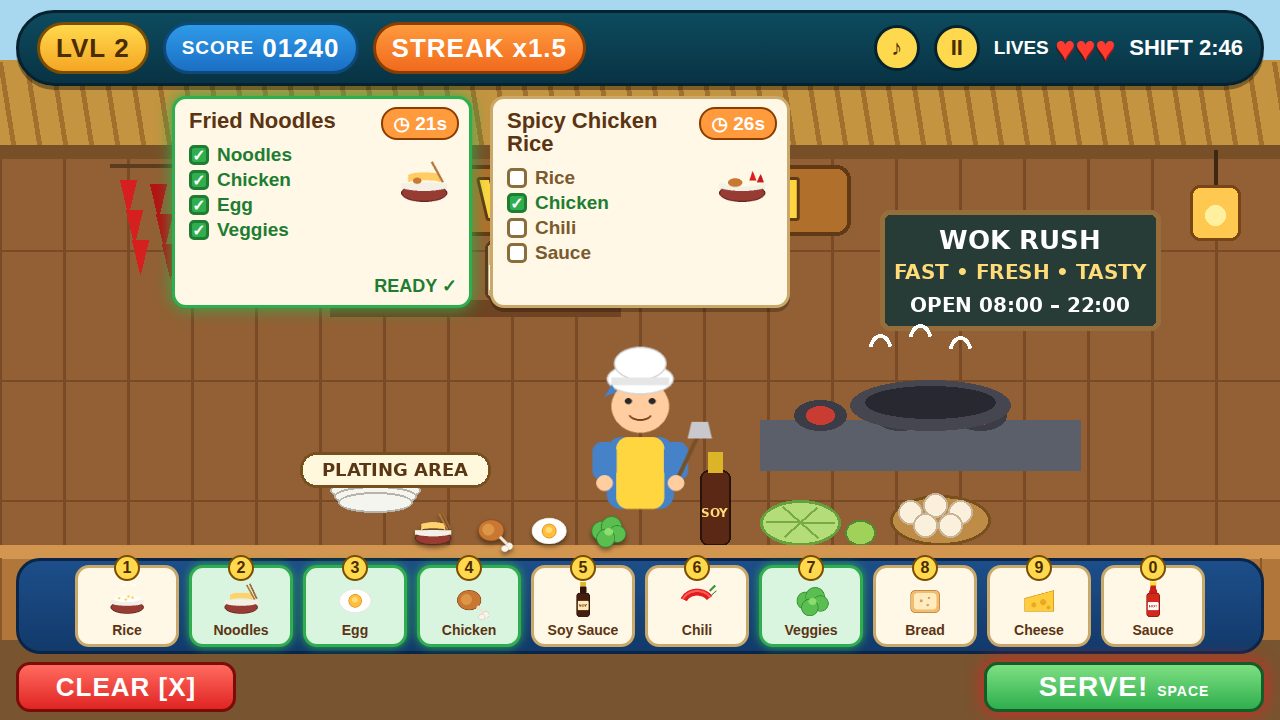 LVL 2
SCORE 01240
STREAK x1.5
♪
II
LIVES ♥♥♥
SHIFT 2:46
Fried Noodles
◷ 21s
✓ Noodles
✓ Chicken
✓ Egg
✓ Veggies
READY ✓
Spicy Chicken
Rice
◷ 26s
Rice
✓ Chicken
Chili
Sauce
WOK RUSH
FAST • FRESH • TASTY
OPEN 08:00 – 22:00
PLATING AREA
SOY
1
Rice
2
Noodles
3
Egg
4
Chicken
5
Soy Sauce
6
Chili
7
Veggies
8
Bread
9
Cheese
0
Sauce
CLEAR [X]
SERVE! SPACE